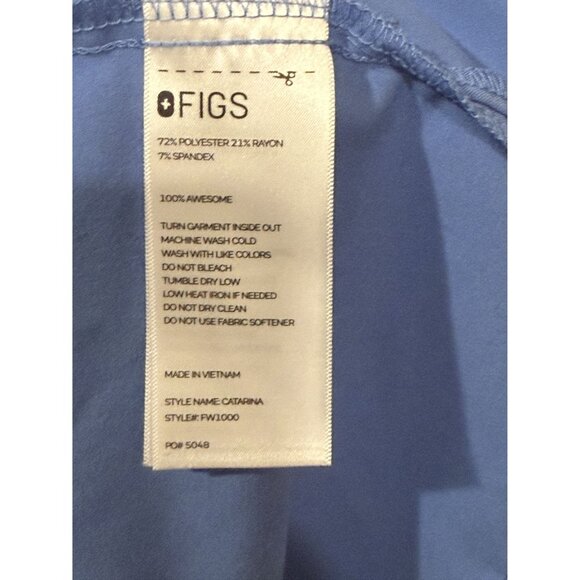 FIGS
72% POLYESTER 21% RAYON
7% SPANDEX
100% AWESOME
TURN GARMENT INSIDE OUT
MACHINE WASH COLD
WASH WITH LIKE COLORS
DO NOT BLEACH
TUMBLE DRY LOW
LOW HEAT IRON IF NEEDED
DO NOT DRY CLEAN
DO NOT USE FABRIC SOFTENER
MADE IN VIETNAM
STYLE NAME: CATARINA
STYLE#: FW1000
PO# 5048